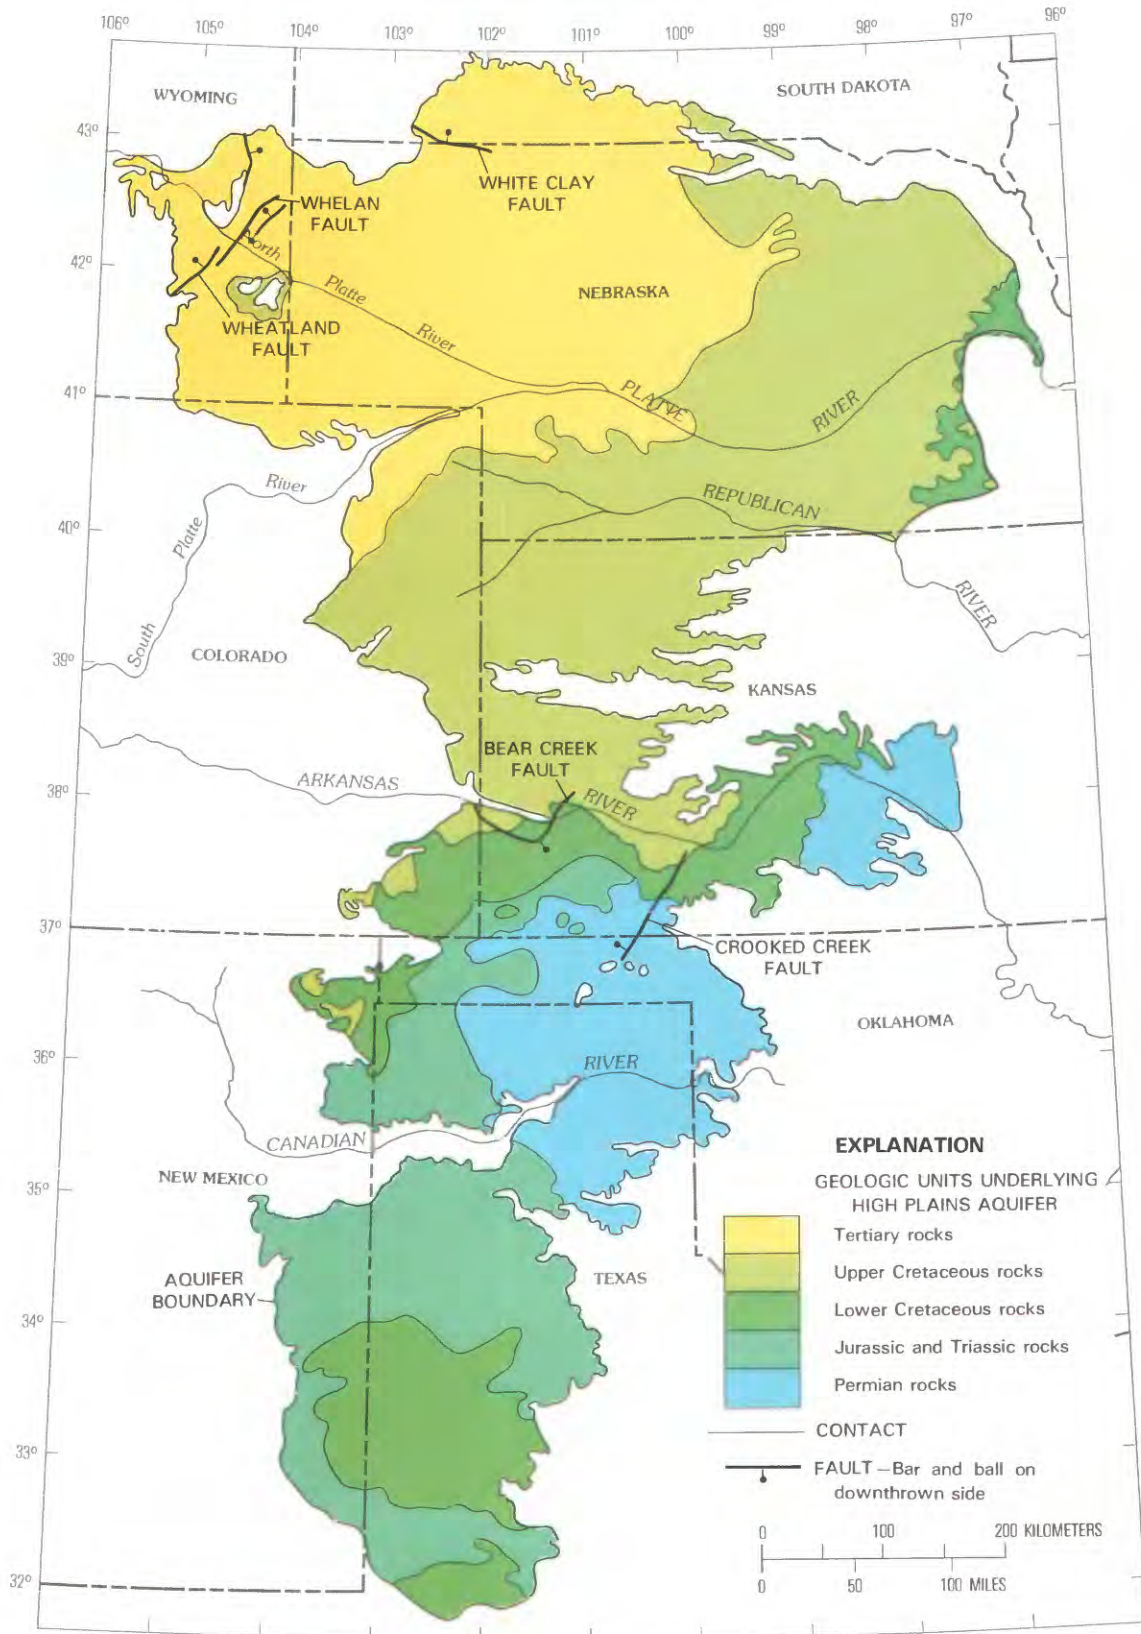 106°
105°
104°
103°
102°
101°
100°
99°
98°
97°
96°
WYOMING
SOUTH DAKOTA
43°
WHITE CLAY
FAULT
WHELAN
FAULT
North
Platte
River
42°
NEBRASKA
WHEATLAND
FAULT
41°
PLATTE
RIVER
South
Platte
River
REPUBLICAN
RIVER
40°
COLORADO
39°
KANSAS
BEAR CREEK
FAULT
ARKANSAS
RIVER
38°
37°
CROOKED CREEK
FAULT
OKLAHOMA
36°
RIVER
CANADIAN
NEW MEXICO
35°
AQUIFER
BOUNDARY
TEXAS
34°
33°
32°
EXPLANATION
GEOLOGIC UNITS UNDERLYING
HIGH PLAINS AQUIFER
Tertiary rocks
Upper Cretaceous rocks
Lower Cretaceous rocks
Jurassic and Triassic rocks
Permian rocks
CONTACT
FAULT—Bar and ball on
downthrown side
0 100 200 KILOMETERS
0 50 100 MILES